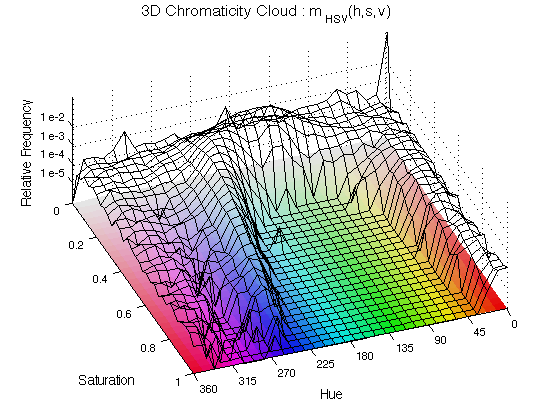 3D Chromaticity Cloud : m HSV (h,s,v)
Relative Frequency
1e-2
1e-3
1e-4
1e-5
0
0.2
0.4
0.6
0.8
1
Saturation
360
315
270
225
180
135
90
45
0
Hue